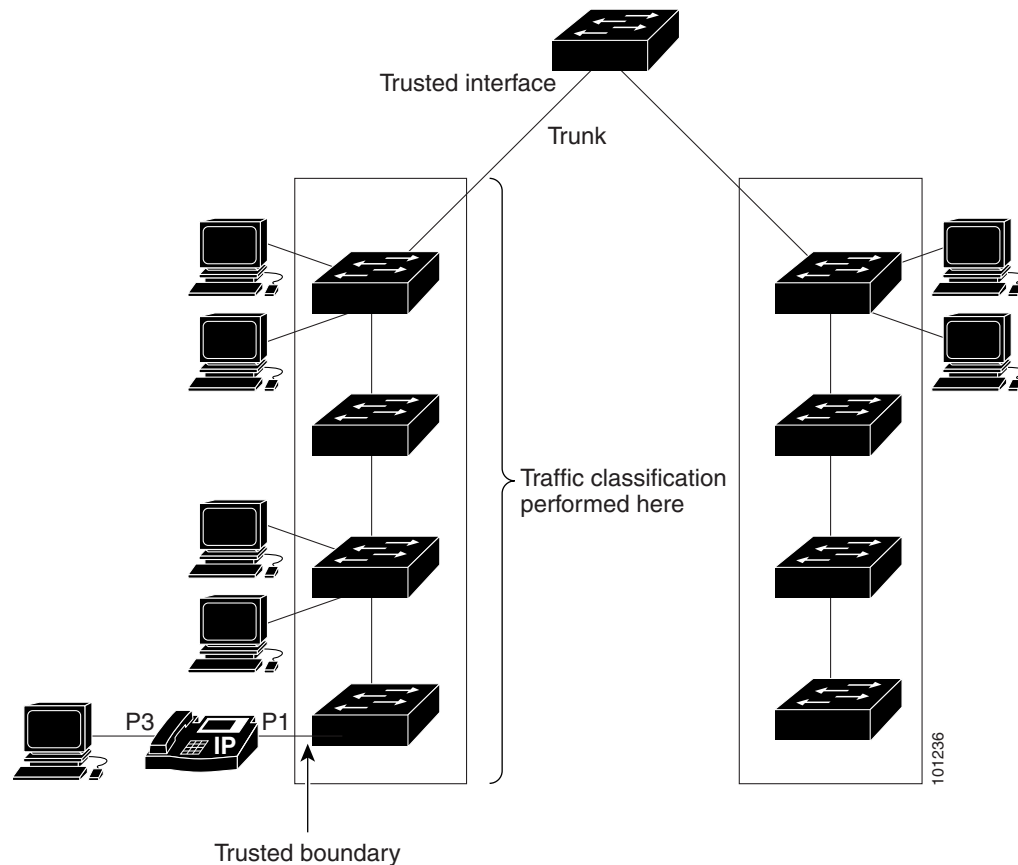 Trusted interface
Trunk
Traffic classification
performed here
P3
IP
P1
101236
Trusted boundary